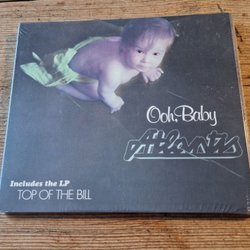 Ooh, Baby
Atlantis
Includes the LP
TOP OF THE BILL